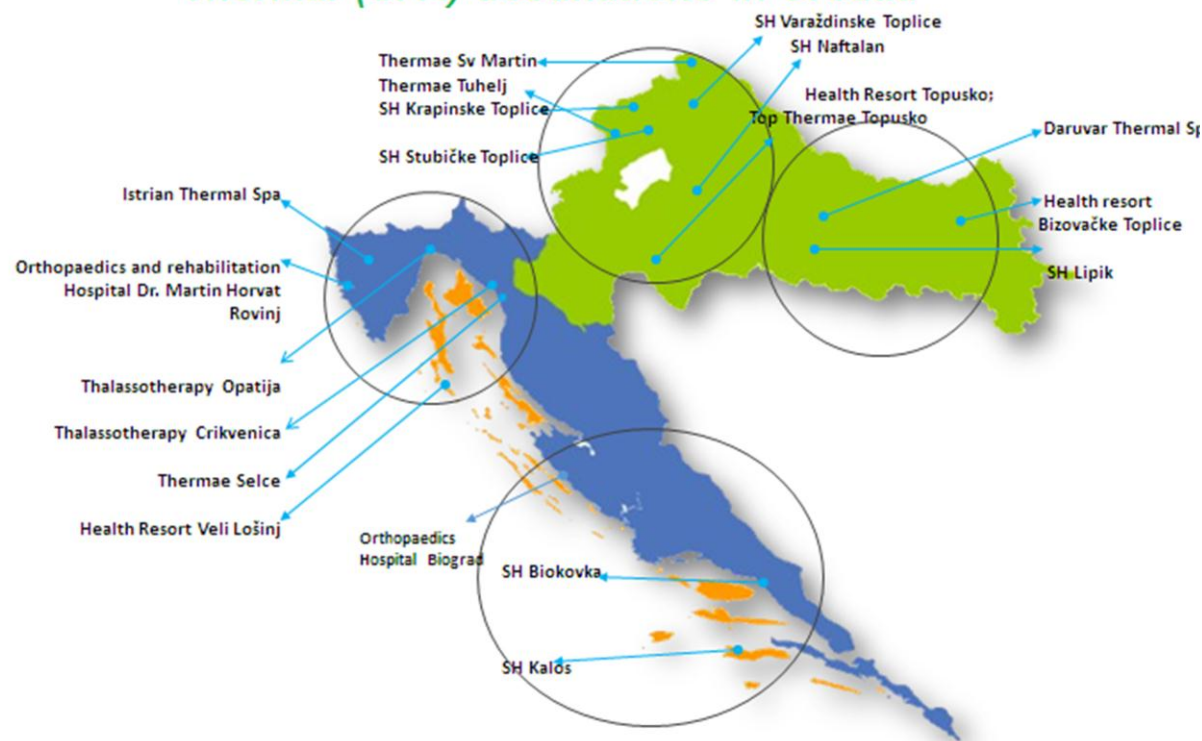 SH Varaždinske Toplice
SH Naftalan
Thermae Sv Martin
Thermae Tuhelj
SH Krapinske Toplice
Health Resort Topusko;
Top Thermae Topusko
Daruvar Thermal Sp
SH Stubičke Toplice
Istrian Thermal Spa
Health resort
Bizovačke Toplice
Orthopaedics and rehabilitation
Hospital Dr. Martin Horvat
Rovinj
SH Lipik
Thalassotherapy Opatija
Thalassotherapy Crikvenica
Thermae Selce
Health Resort Veli Lošinj
Orthopaedics
Hospital Biograd
SH Biokovka
SH Kalos